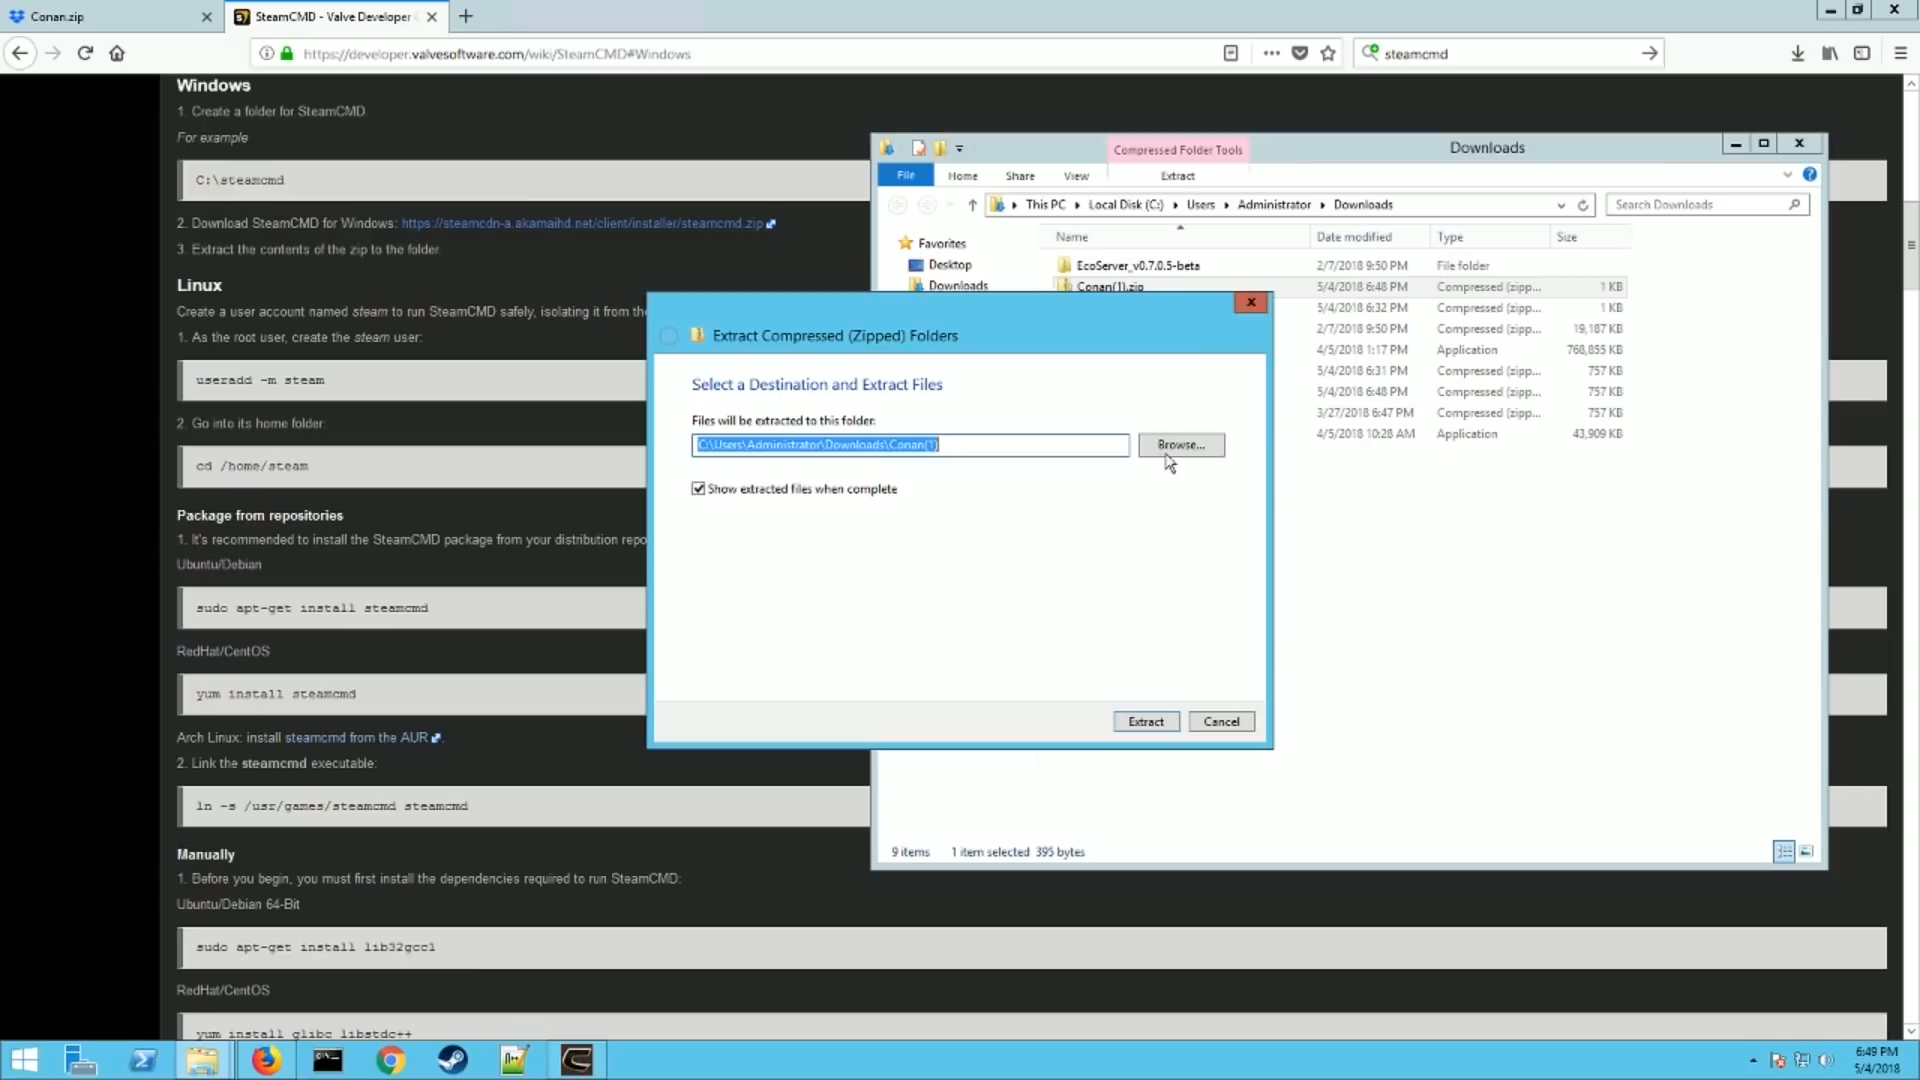 Conan.zip
SteamCMD - Valve Developer
https://developer.valvesoftware.com/wiki/SteamCMD#Windows
steamcmd
Windows
1. Create a folder for SteamCMD.
For example
C:\steamcmd
2. Download SteamCMD for Windows: https://steamcdn-a.akamaihd.net/client/installer/steamcmd.zip
3. Extract the contents of the zip to the folder.
Linux
Create a user account named steam to run SteamCMD safely, isolating it from the
1. As the root user, create the steam user:
useradd -m steam
2. Go into its home folder:
cd /home/steam
Package from repositories
1. It's recommended to install the SteamCMD package from your distribution repo
Ubuntu/Debian
sudo apt-get install steamcmd
RedHat/CentOS
yum install steamcmd
Arch Linux: install steamcmd from the AUR.
2. Link the steamcmd executable:
ln -s /usr/games/steamcmd steamcmd
Manually
1. Before you begin, you must first install the dependencies required to run SteamCMD:
Ubuntu/Debian 64-Bit
sudo apt-get install lib32gcc1
RedHat/CentOS
yum install glibc libstdc++
Compressed Folder Tools
Downloads
File Home Share View Extract
This PC Local Disk (C:) Users Administrator Downloads
Search Downloads
Favorites
Desktop
Downloads
Name Date modified Type Size
EcoServer_v0.7.0.5-beta 2/7/2018 9:50 PM File folder
Conan(1).zip 5/4/2018 6:48 PM Compressed (zipp... 1 KB
5/4/2018 6:32 PM Compressed (zipp... 1 KB
2/7/2018 9:50 PM Compressed (zipp... 19,187 KB
4/5/2018 1:17 PM Application 768,855 KB
5/4/2018 6:31 PM Compressed (zipp... 757 KB
5/4/2018 6:48 PM Compressed (zipp... 757 KB
3/27/2018 6:47 PM Compressed (zipp... 757 KB
4/5/2018 10:28 AM Application 43,909 KB
9 items 1 item selected 395 bytes
Extract Compressed (Zipped) Folders
Select a Destination and Extract Files
Files will be extracted to this folder:
C:\Users\Administrator\Downloads\Conan(1)
Browse...
Show extracted files when complete
Extract
Cancel
6:49 PM
5/4/2018